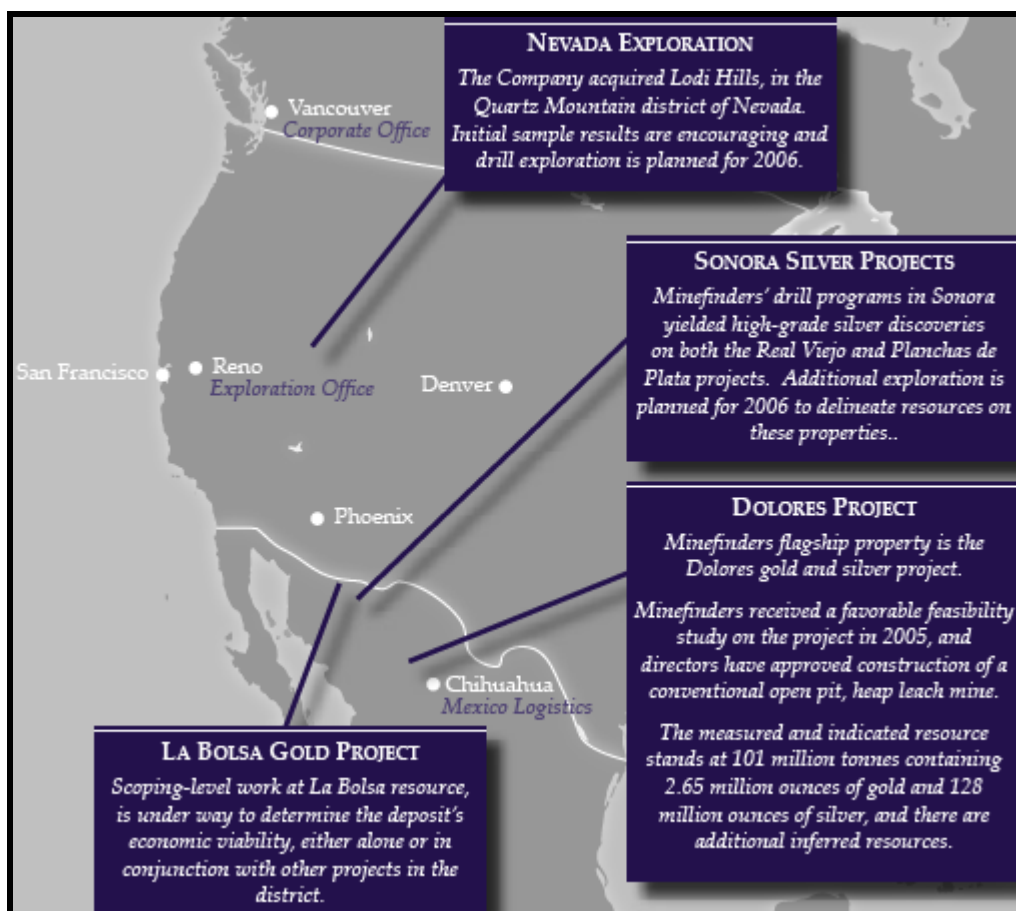 NEVADA EXPLORATION
The Company acquired Lodi Hills, in the
Quartz Mountain district of Nevada.
Initial sample results are encouraging and
drill exploration is planned for 2006.
Vancouver
Corporate Office
SONORA SILVER PROJECTS
Minefinders' drill programs in Sonora
yielded high-grade silver discoveries
on both the Real Viejo and Planchas de
Plata projects. Additional exploration is
planned for 2006 to delineate resources on
these properties..
San Francisco
Reno
Exploration Office
Denver
Phoenix
DOLORES PROJECT
Minefinders flagship property is the
Dolores gold and silver project.
Minefinders received a favorable feasibility
study on the project in 2005, and
directors have approved construction of a
conventional open pit, heap leach mine.
The measured and indicated resource
stands at 101 million tonnes containing
2.65 million ounces of gold and 128
million ounces of silver, and there are
additional inferred resources.
Chihuahua
Mexico Logistics
LA BOLSA GOLD PROJECT
Scoping-level work at La Bolsa resource,
is under way to determine the deposit's
economic viability, either alone or in
conjunction with other projects in the
district.